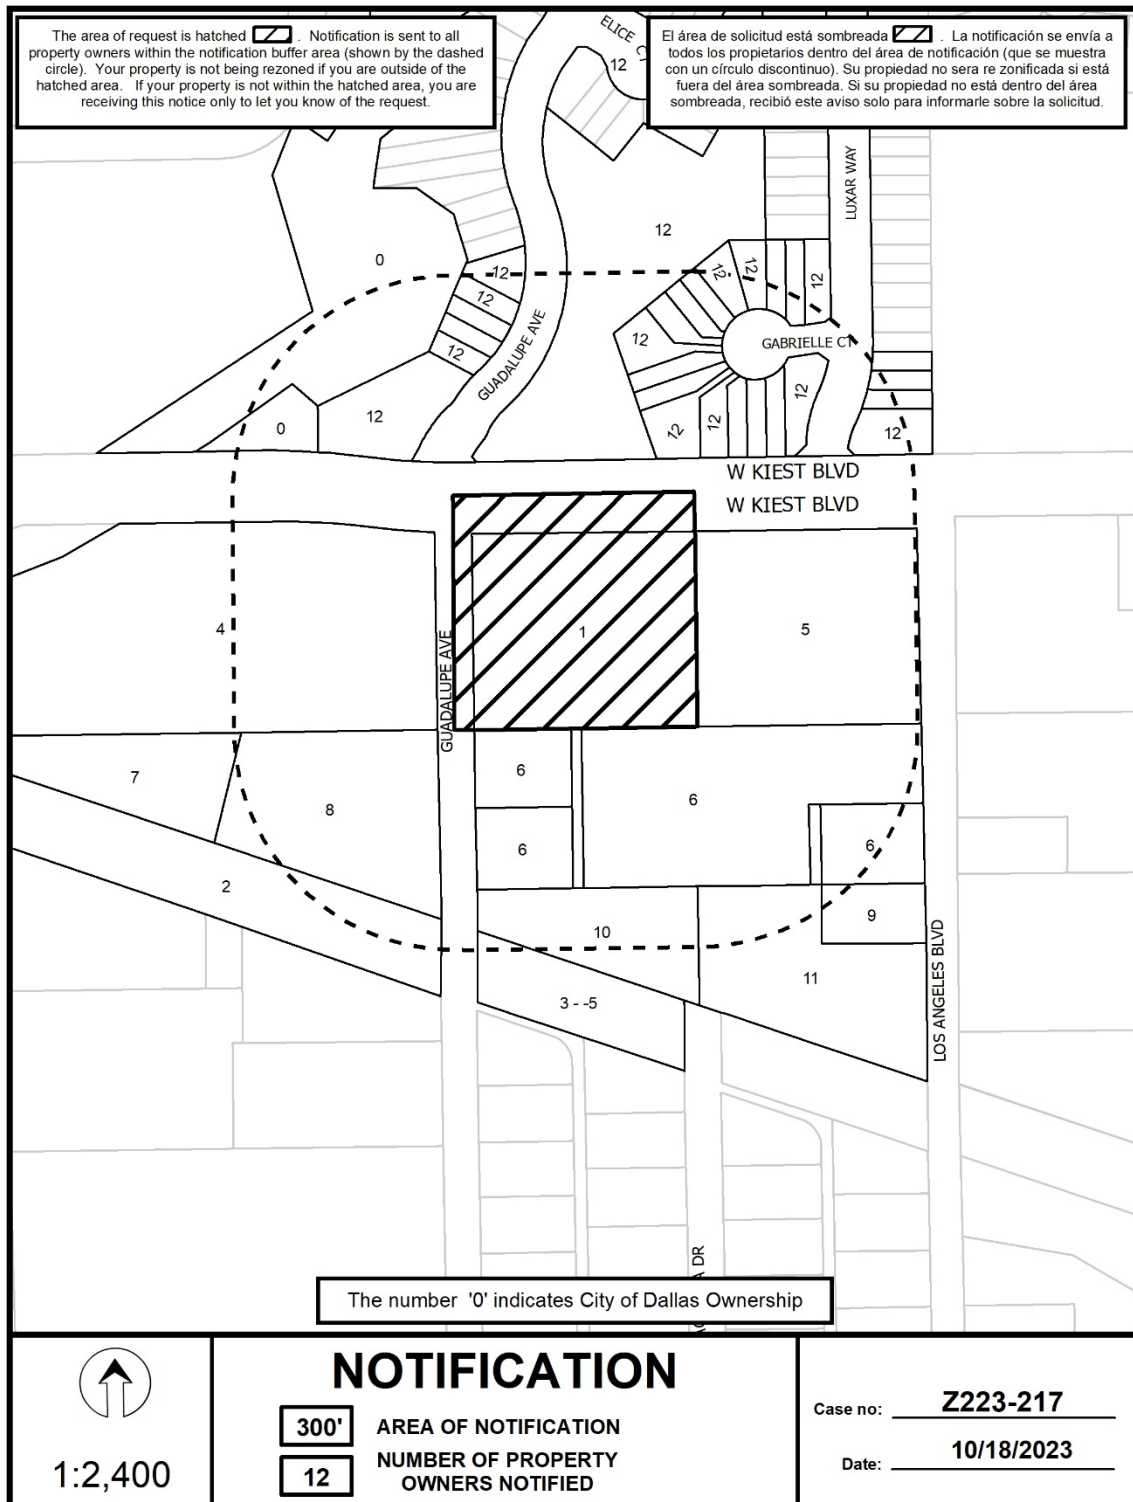 The area of request is hatched . Notification is sent to all
property owners within the notification buffer area (shown by the dashed
circle). Your property is not being rezoned if you are outside of the
hatched area. If your property is not within the hatched area, you are
receiving this notice only to let you know of the request.
El área de solicitud está sombreada . La notificación se envía a
todos los propietarios dentro del área de notificación (que se muestra
con un círculo discontinuo). Su propiedad no sera re zonificada si está
fuera del área sombreada. Si su propiedad no está dentro del área
sombreada, recibió este aviso solo para informarle sobre la solicitud.
ELICE CT
12
LUXAR WAY
12
0
12
12
12
12
12
12
12
GUADALUPE AVE
12
GABRIELLE CT
12
12
0
12
12
12
W KIEST BLVD
W KIEST BLVD
4
1
5
GUADALUPE AVE
7
6
6
8
6
6
2
9
10
11
3 - -5
LOS ANGELES BLVD
DR
The number '0' indicates City of Dallas Ownership
1:2,400
NOTIFICATION
300' AREA OF NOTIFICATION
12 NUMBER OF PROPERTY
OWNERS NOTIFIED
Case no: Z223-217
Date: 10/18/2023